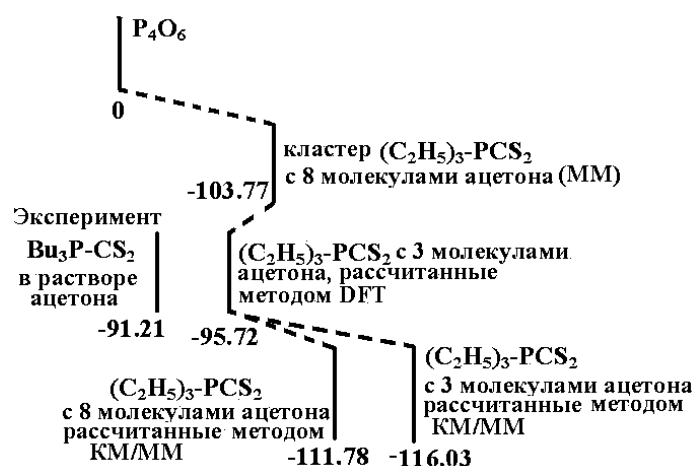 P₄O₆
0
кластер (C₂H₅)₃-PCS₂
с 8 молекулами ацетона (ММ)
-103.77
Эксперимент
Bu₃P-CS₂
в растворе
ацетона
-91.21
(C₂H₅)₃-PCS₂ с 3 молекулами
ацетона, рассчитанные
методом DFT
-95.72
(C₂H₅)₃-PCS₂
с 8 молекулами ацетона
рассчитанные методом
КМ/ММ
-111.78
(C₂H₅)₃-PCS₂
с 3 молекулами ацетона
рассчитанные методом
КМ/ММ
-116.03